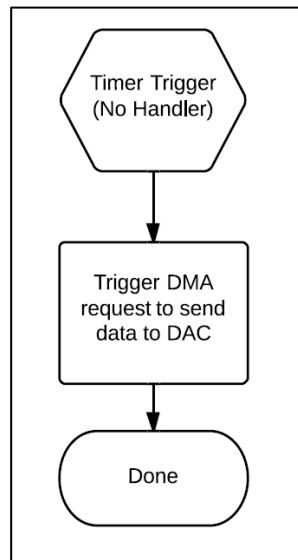 Timer Trigger
(No Handler)
Trigger DMA
request to send
data to DAC
Done